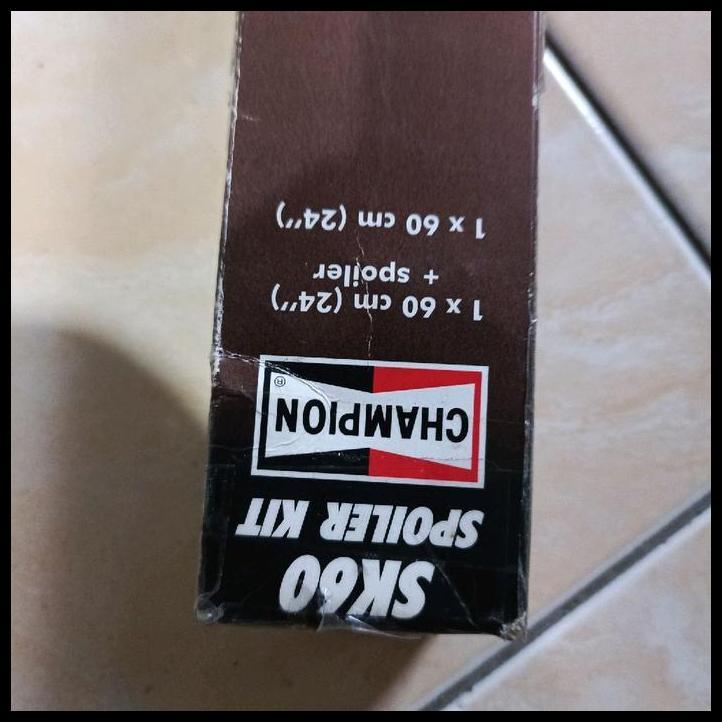 SK60
SPOILER KIT
CHAMPION®
1 x 60 cm (24")
+ spoiler
1 x 60 cm (24")